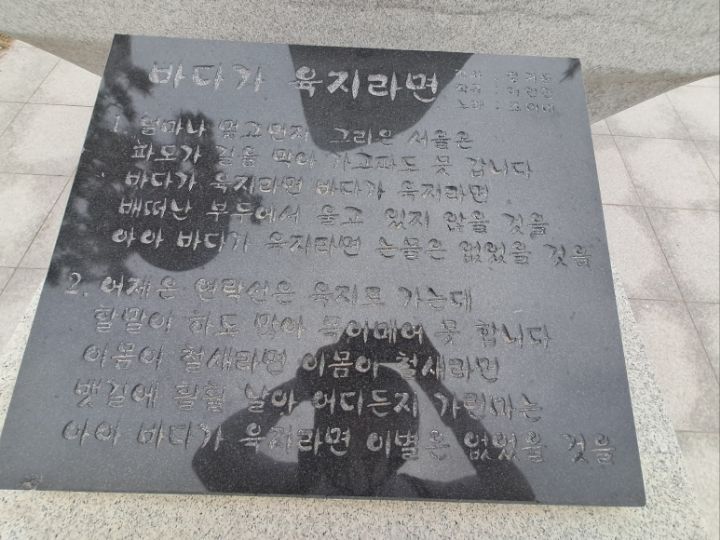 바다가 육지라면
작사 : 정귀문
작곡 : 이인권
노래 : 조미미
1. 얼마나 멀고먼지 그리운 서울은
파도가 길을 막아 가고파도 못 갑니다
바다가 육지라면 바다가 육지라면
배떠난 부두에서 울고 있지 않을 것을
아아 바다가 육지라면 눈물은 없었을 것을
2. 어제온 연락선은 육지로 가는데
할말이 하도 많아 목이메어 못 합니다
이몸이 철새라면 이몸이 철새라면
뱃길에 훨훨 날아 어디든지 가련마는
아아 바다가 육지라면 이별은 없었을 것을